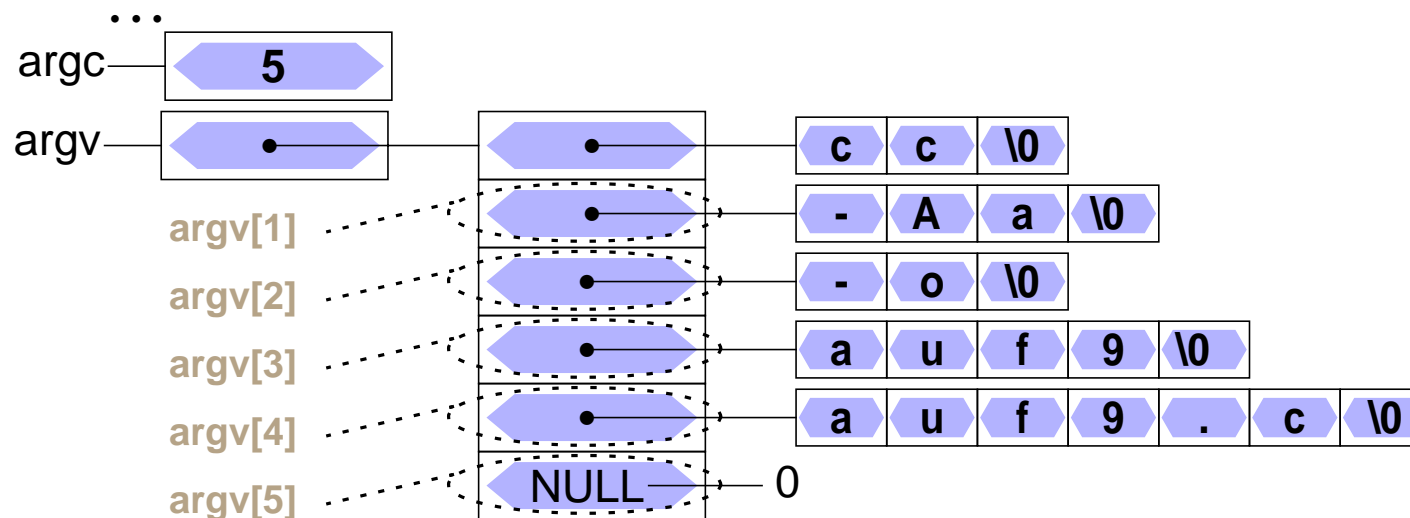 ...
argc 5
argv c c \0
argv[1] - A a \0
argv[2] - o \0
argv[3] a u f 9 \0
argv[4] a u f 9 . c \0
argv[5] NULL 0